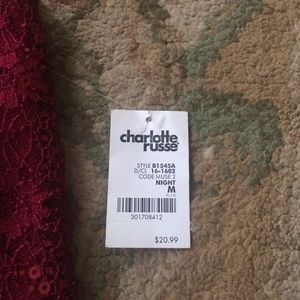 charlotte
russe
STYLE B1545A
D/CL 16-1602
CODE MUSE 2
NIGHT
M
301708412
$20.99